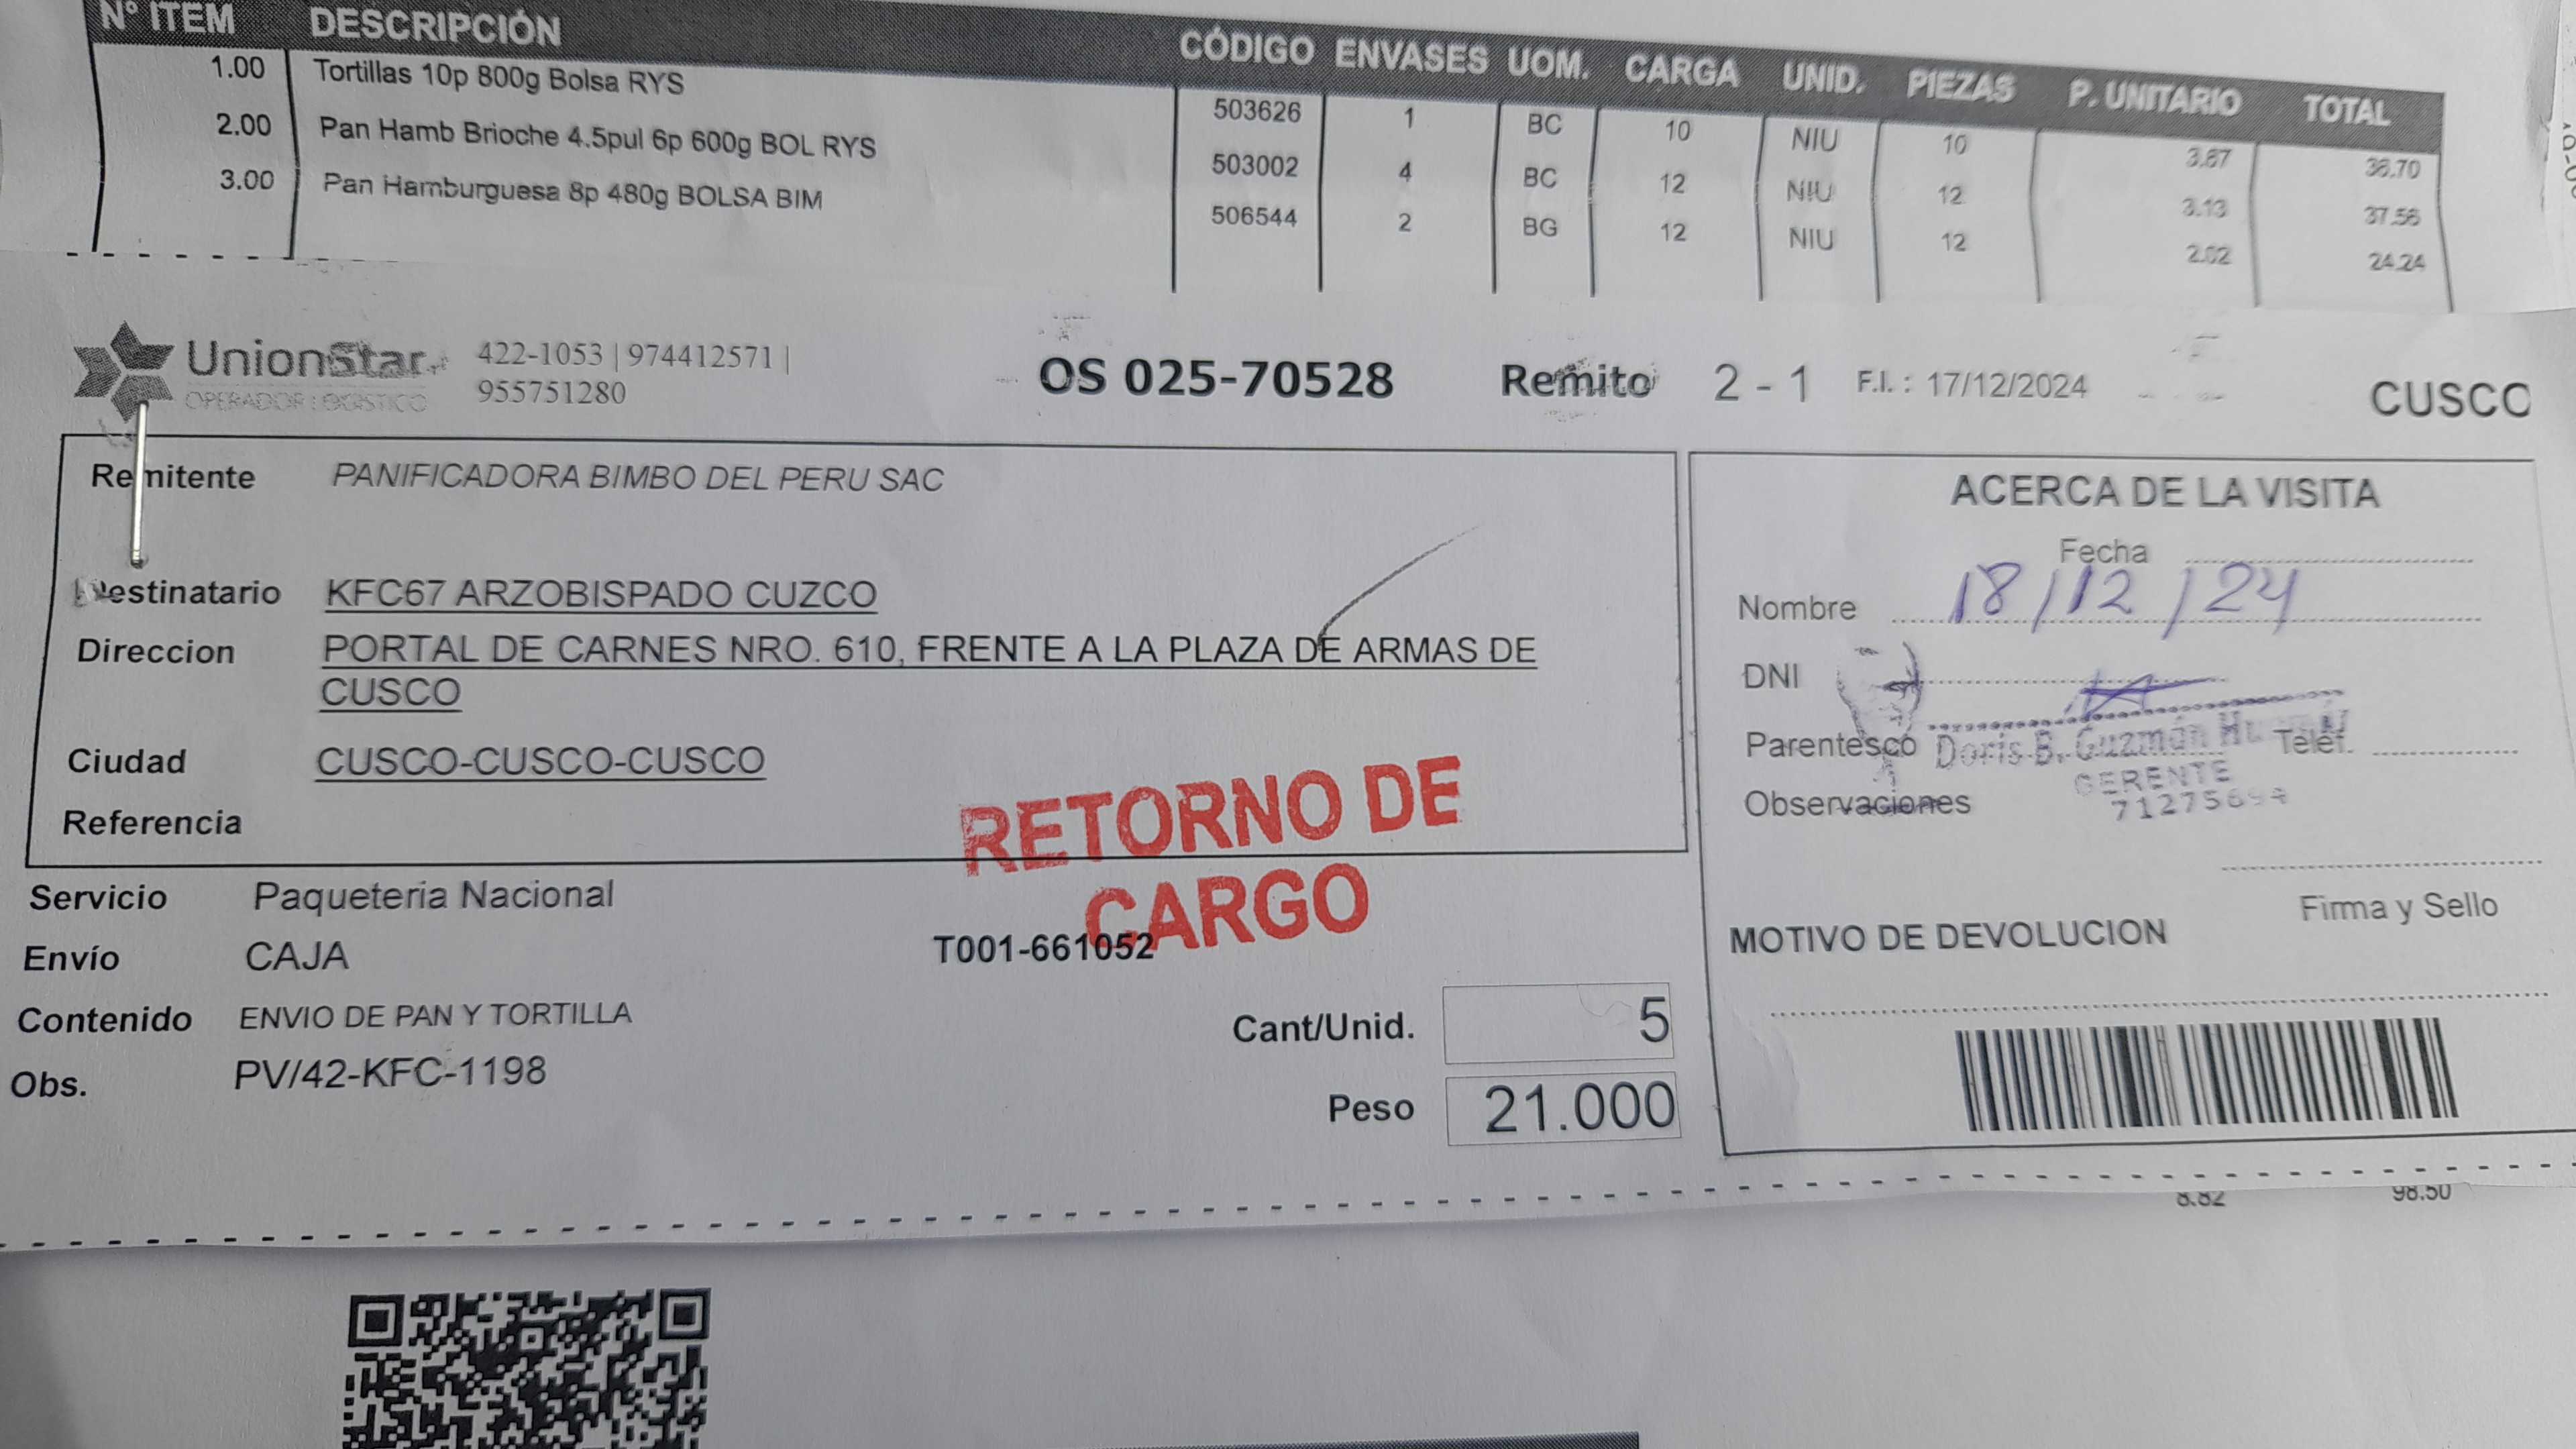 Nº ITEM DESCRIPCIÓN CÓDIGO ENVASES UOM. CARGA UNID. PIEZAS P. UNITARIO TOTAL
1.00 Tortillas 10p 800g Bolsa RYS 503626 1 BC 10 NIU 10 3.67 36.70
2.00 Pan Hamb Brioche 4.5pul 6p 600g BOL RYS 503002 4 BC 12 NIU 12 3.13 37.56
3.00 Pan Hamburguesa 8p 480g BOLSA BIM 506544 2 BG 12 NIU 12 2.02 24.24
UnionStar
OPERADOR LOGISTICO
422-1053 | 974412571 |
955751280
OS 025-70528 Remito 2 - 1 F.I. : 17/12/2024 CUSCO
Remitente PANIFICADORA BIMBO DEL PERU SAC
Destinatario KFC67 ARZOBISPADO CUZCO
Direccion PORTAL DE CARNES NRO. 610, FRENTE A LA PLAZA DE ARMAS DE
CUSCO
Ciudad CUSCO-CUSCO-CUSCO
Referencia
RETORNO DE
CARGO
Servicio Paqueteria Nacional
Envío CAJA T001-661052
Contenido ENVIO DE PAN Y TORTILLA
Obs. PV/42-KFC-1198
Cant/Unid. 5
Peso 21.000
ACERCA DE LA VISITA
Fecha
Nombre 18/12/24
DNI
Parentesco Doris B. Guzmán Telef.
GERENTE
Observaciones
Firma y Sello
MOTIVO DE DEVOLUCION
98.50